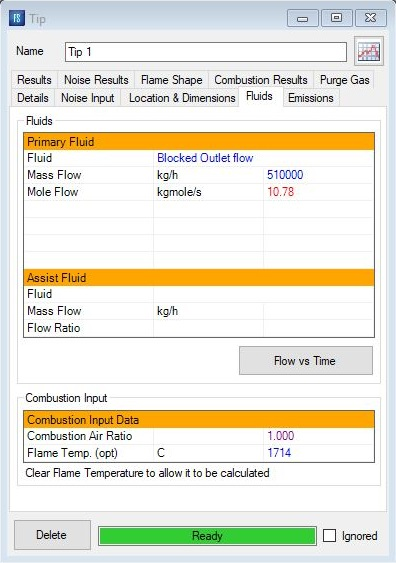 FS Tip
Name Tip 1
Results Noise Results Flame Shape Combustion Results Purge Gas
Details Noise Input Location & Dimensions Fluids Emissions
Fluids
Primary Fluid
Fluid Blocked Outlet flow
Mass Flow kg/h 510000
Mole Flow kgmole/s 10.78
Assist Fluid
Fluid
Mass Flow kg/h
Flow Ratio
Flow vs Time
Combustion Input
Combustion Input Data
Combustion Air Ratio 1.000
Flame Temp. (opt) C 1714
Clear Flame Temperature to allow it to be calculated
Delete Ready Ignored